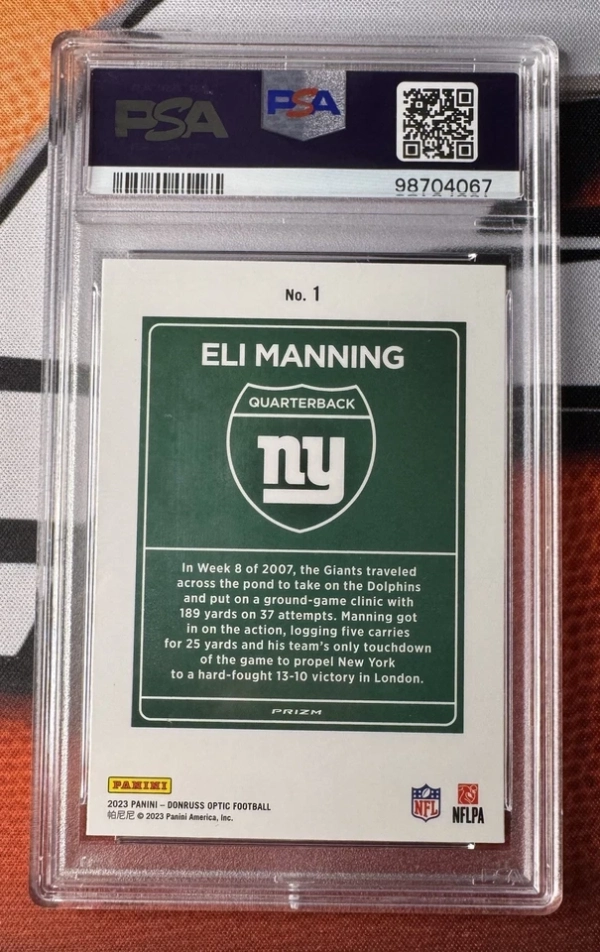 PSA
PSA
98704067
No. 1
ELI MANNING
QUARTERBACK
ny
In Week 8 of 2007, the Giants traveled
across the pond to take on the Dolphins
and put on a ground-game clinic with
189 yards on 37 attempts. Manning got
in on the action, logging five carries
for 25 yards and his team's only touchdown
of the game to propel New York
to a hard-fought 13-10 victory in London.
PRIZM
PANINI
2023 PANINI – DONRUSS OPTIC FOOTBALL
帕尼尼 © 2023 Panini America, Inc.
NFL
NFLPA